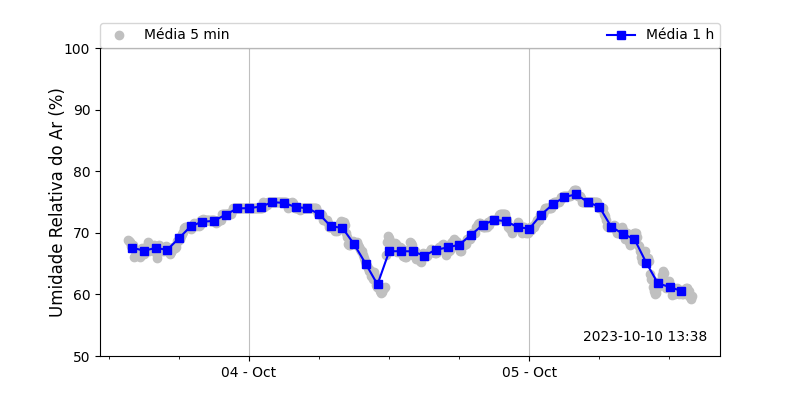 Média 5 min
Média 1 h
Umidade Relativa do Ar (%)
100
90
80
70
60
50
04 - Oct
05 - Oct
2023-10-10 13:38